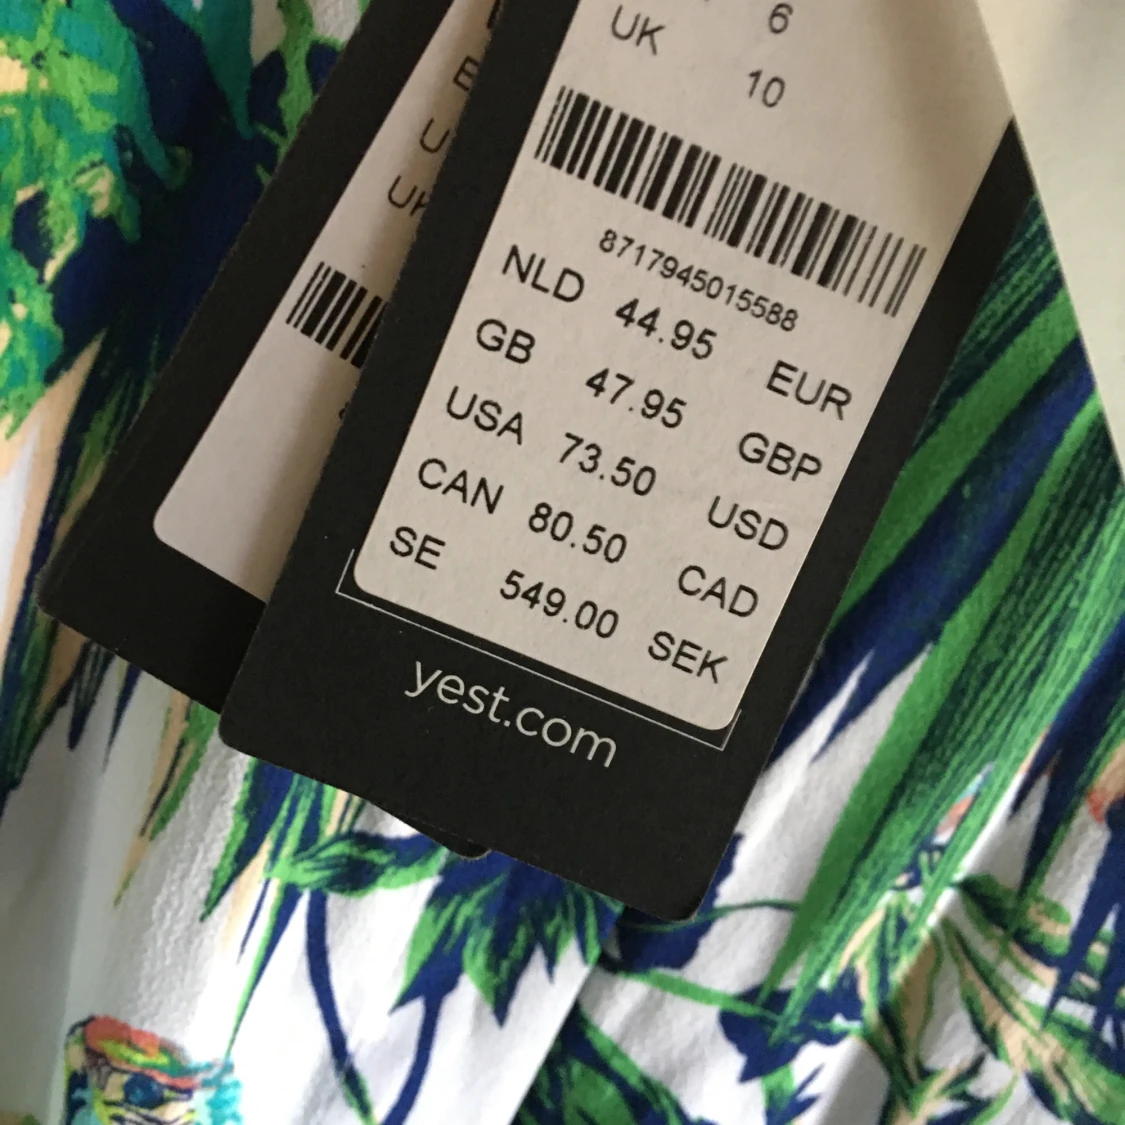 6
UK 10
8717945015588
NLD 44.95 EUR
GB 47.95 GBP
USA 73.50 USD
CAN 80.50 CAD
SE 549.00 SEK
yest.com
E
U
UK